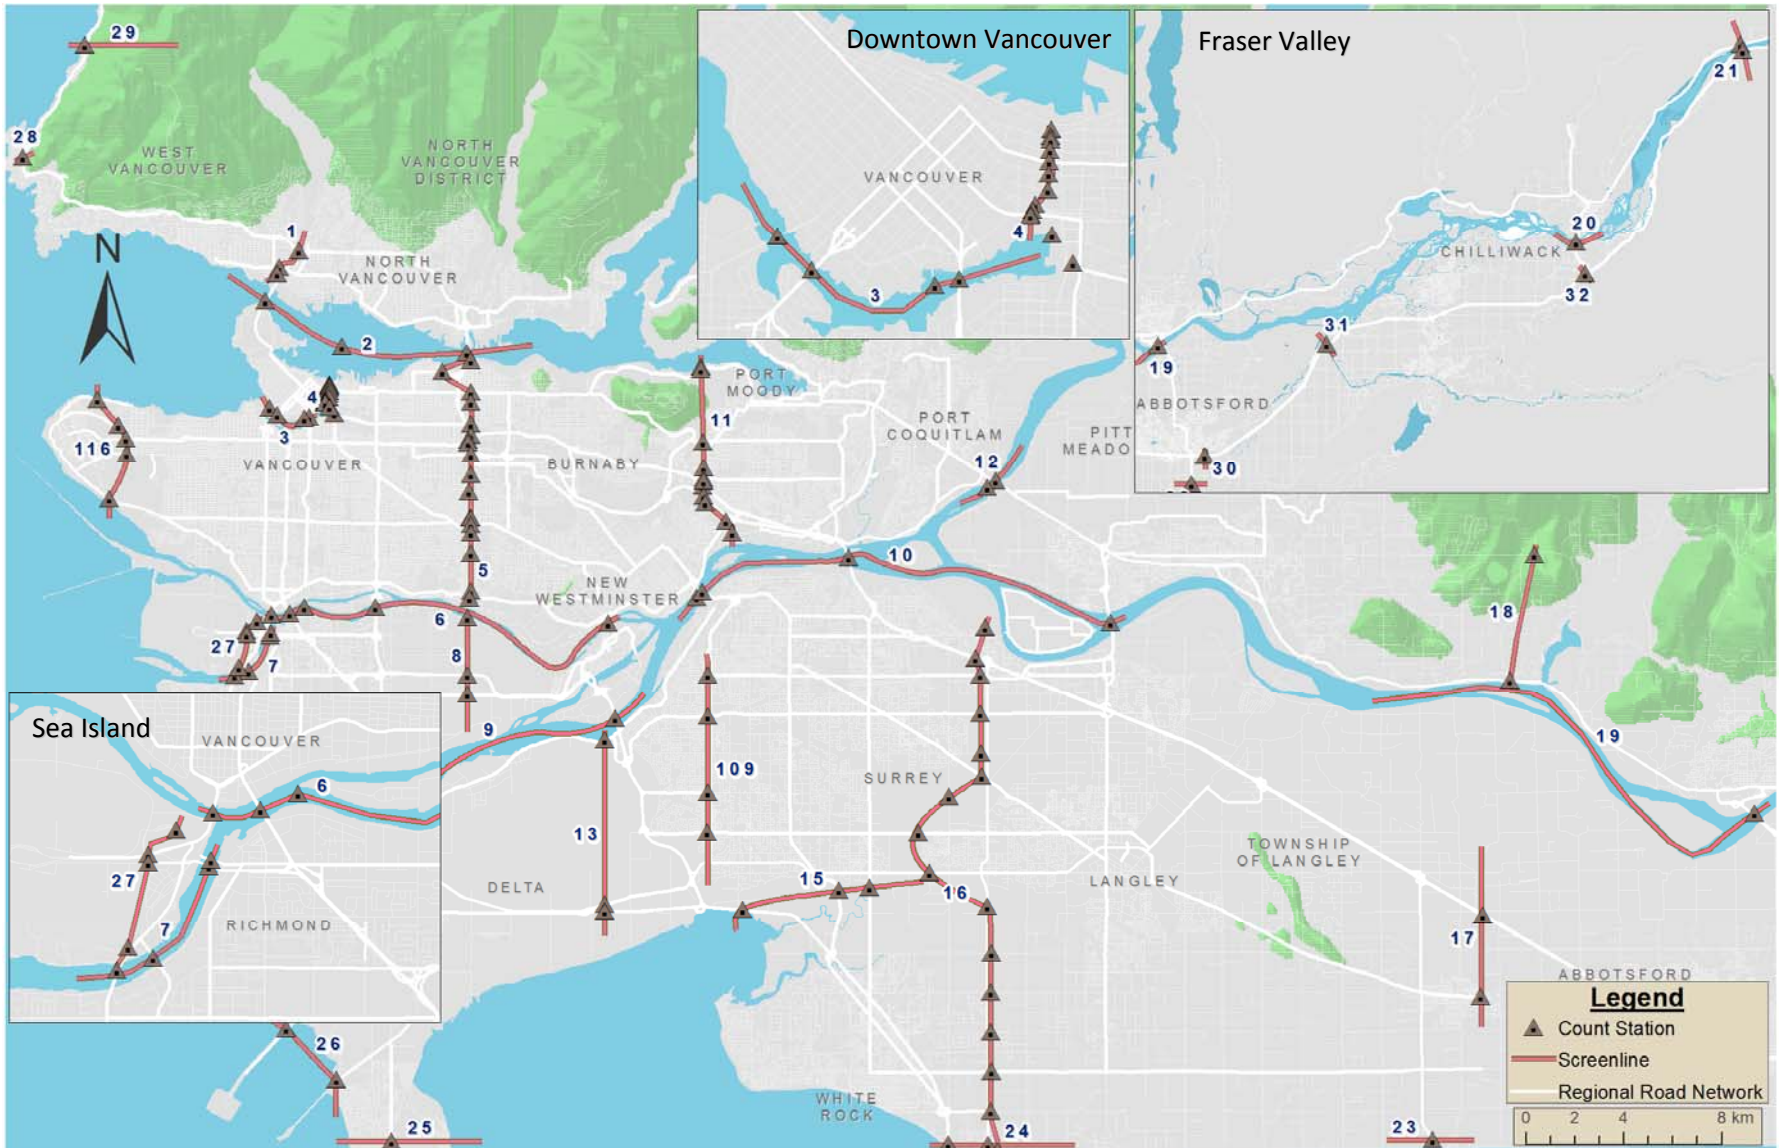 29
28
WEST
VANCOUVER
NORTH
VANCOUVER
DISTRICT
N
1
NORTH
VANCOUVER
2
Downtown Vancouver
VANCOUVER
4
3
Fraser Valley
21
20
CHILLIWACK
32
31
19
ABBOTSFORD
30
116
3
4
VANCOUVER
BURNABY
PORT
MOODY
11
PORT
COQUITLAM
PITT
MEADO
12
5
NEW
WESTMINSTER
10
6
27
7
8
18
9
19
Sea Island
VANCOUVER
6
27
7
RICHMOND
109
SURREY
13
TOWNSHIP
OF LANGLEY
DELTA
15
16
LANGLEY
17
ABBOTSFORD
26
WHITE
ROCK
25
24
23
Legend
Count Station
Screenline
Regional Road Network
0 2 4 8 km